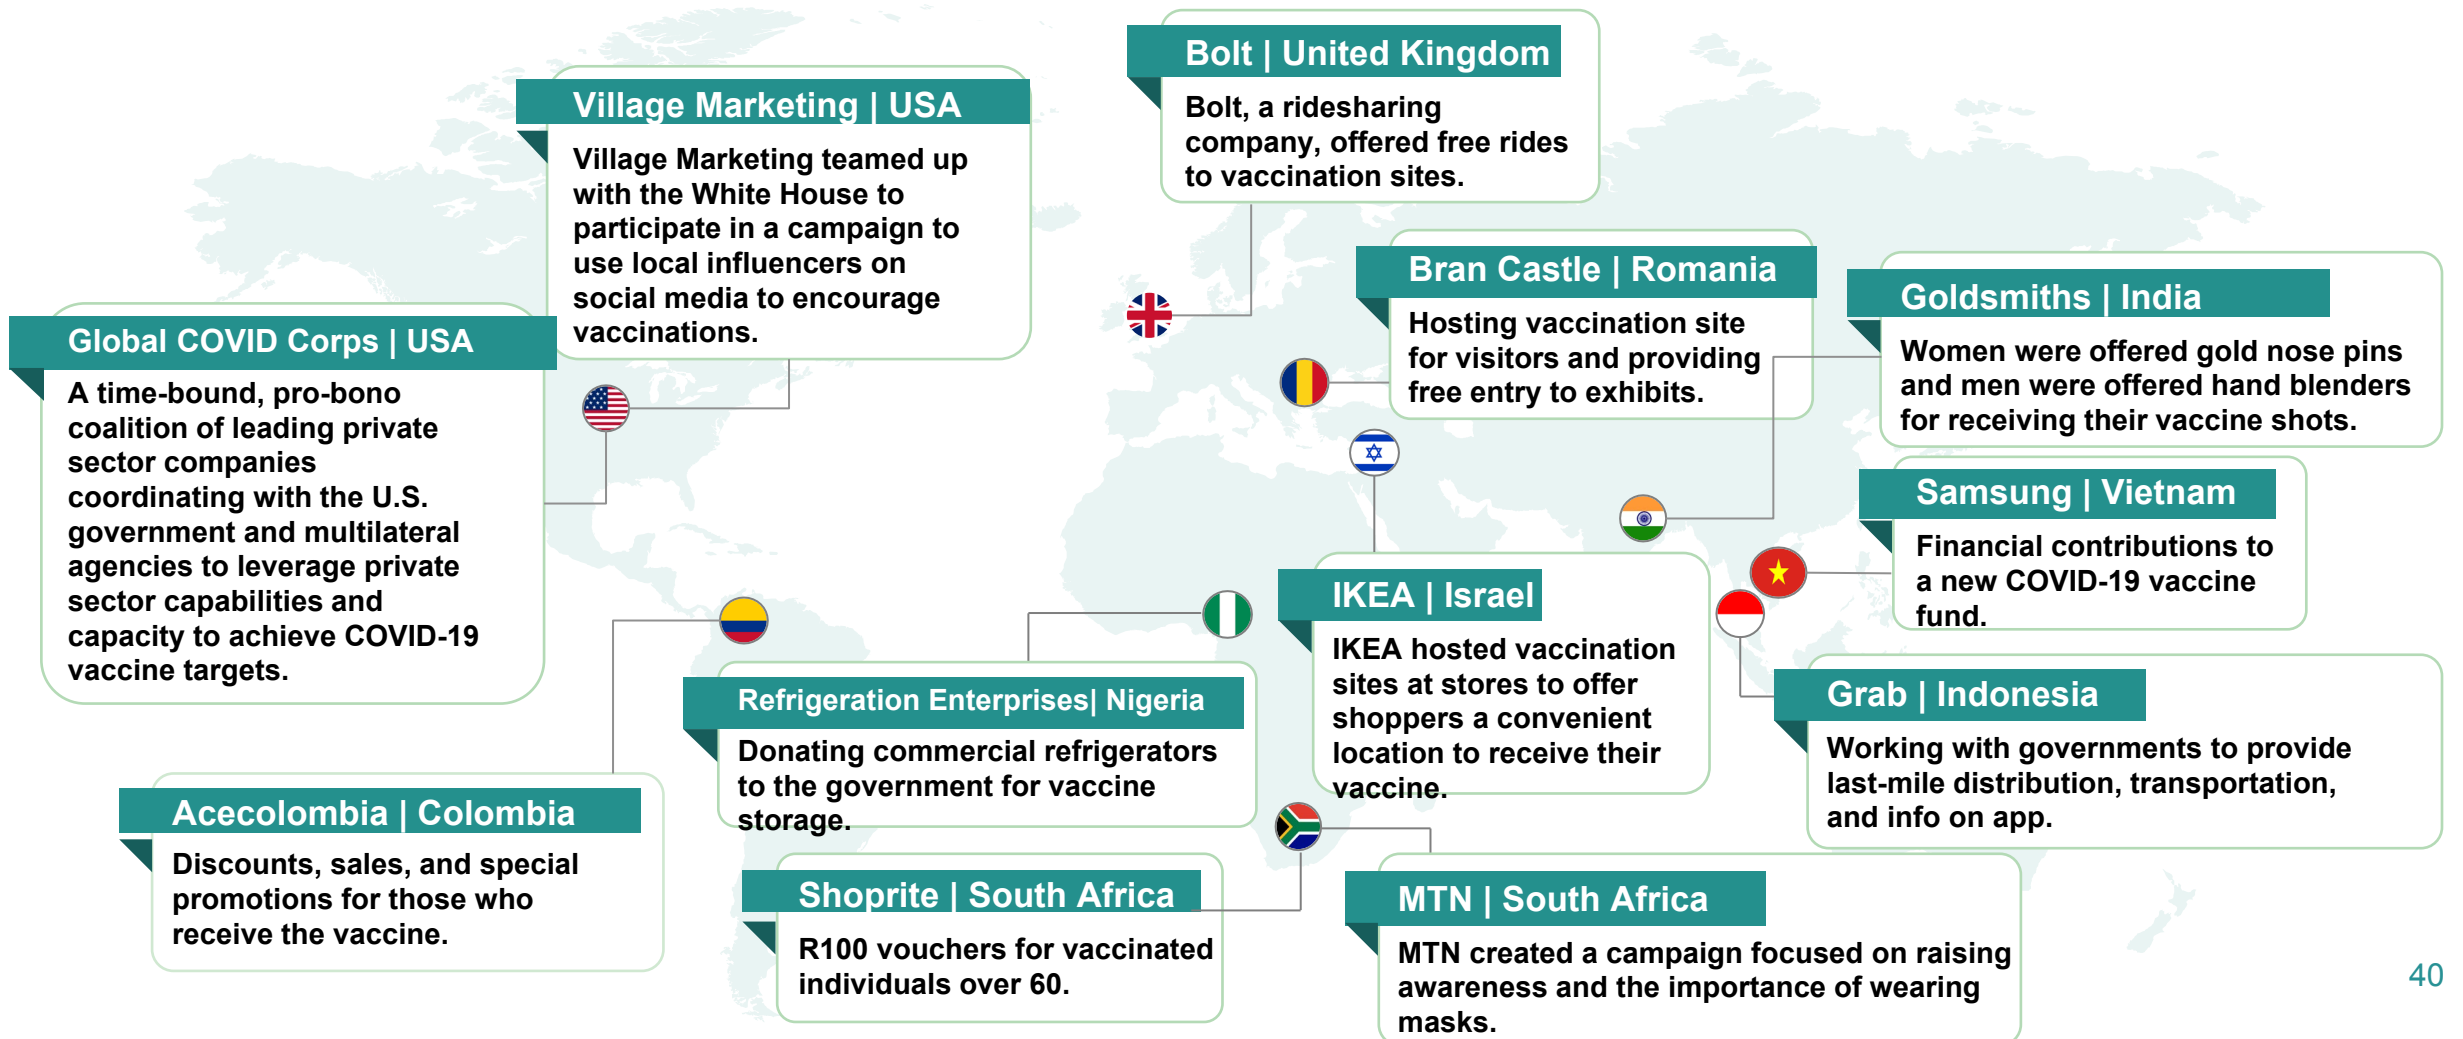 Bolt | United Kingdom
Bolt, a ridesharing
company, offered free rides
to vaccination sites.
Village Marketing | USA
Village Marketing teamed up
with the White House to
participate in a campaign to
use local influencers on
social media to encourage
vaccinations.
Bran Castle | Romania
Hosting vaccination site
for visitors and providing
free entry to exhibits.
Goldsmiths | India
Women were offered gold nose pins
and men were offered hand blenders
for receiving their vaccine shots.
Global COVID Corps | USA
A time-bound, pro-bono
coalition of leading private
sector companies
coordinating with the U.S.
government and multilateral
agencies to leverage private
sector capabilities and
capacity to achieve COVID-19
vaccine targets.
Samsung | Vietnam
Financial contributions to
a new COVID-19 vaccine
fund.
IKEA | Israel
IKEA hosted vaccination
sites at stores to offer
shoppers a convenient
location to receive their
vaccine.
Refrigeration Enterprises| Nigeria
Donating commercial refrigerators
to the government for vaccine
storage.
Grab | Indonesia
Working with governments to provide
last-mile distribution, transportation,
and info on app.
Acecolombia | Colombia
Discounts, sales, and special
promotions for those who
receive the vaccine.
Shoprite | South Africa
R100 vouchers for vaccinated
individuals over 60.
MTN | South Africa
MTN created a campaign focused on raising
awareness and the importance of wearing
masks.
40